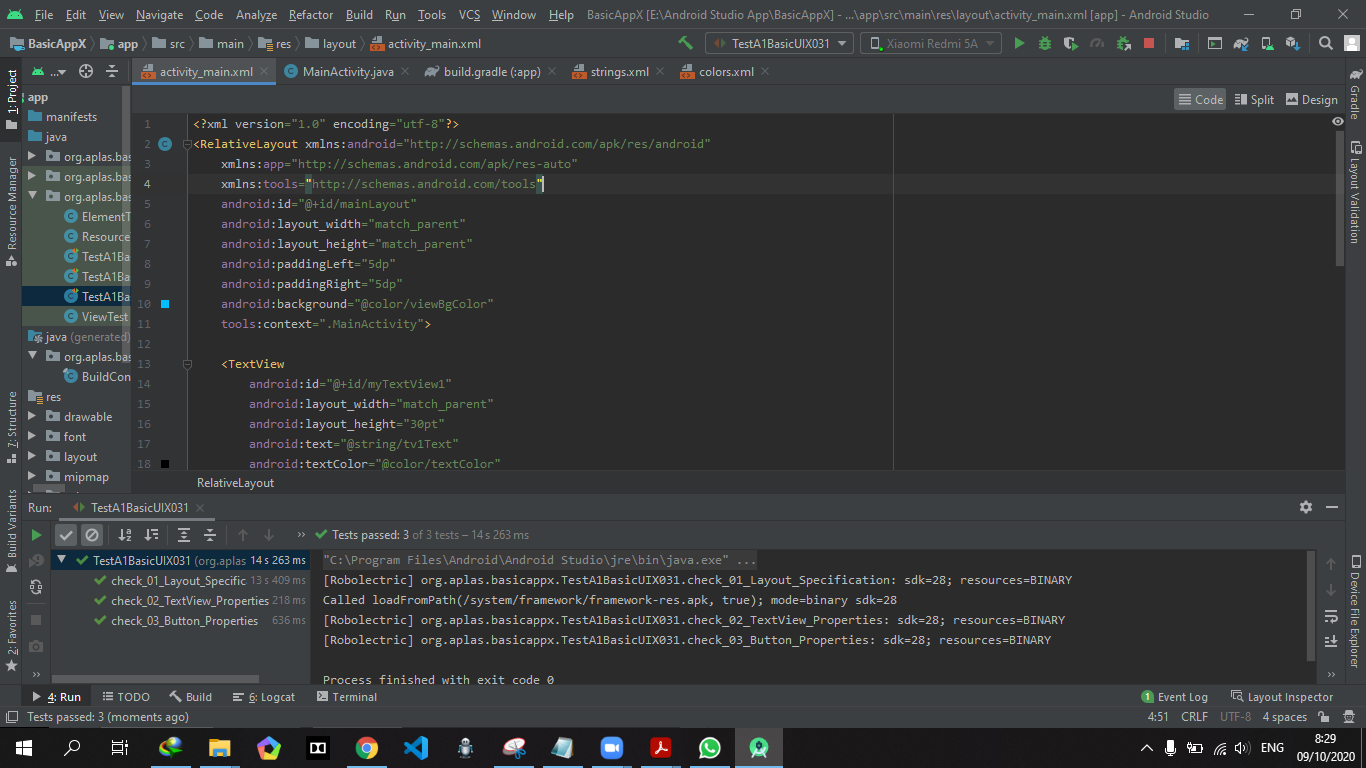 File Edit View Navigate Code Analyze Refactor Build Run Tools VCS Window Help BasicAppX [E:\Android Studio App\BasicAppX] - ...\app\src\main\res\layout\activity_main.xml [app] - Android Studio
BasicAppX app src main res layout activity_main.xml TestA1BasicUIX031 Xiaomi Redmi 5A
activity_main.xml MainActivity.java build.gradle (:app) strings.xml colors.xml
Code Split Design
1: Project
Resource Manager
7: Structure
Build Variants
2: Favorites
app
manifests
java
org.aplas.bas
org.aplas.bas
org.aplas.bas
ElementT
Resource
TestA1Ba
TestA1Ba
TestA1Ba
ViewTest
java (generated)
org.aplas.bas
BuildCon
res
drawable
font
layout
mipmap
1 <?xml version="1.0" encoding="utf-8"?>
2 <RelativeLayout xmlns:android="http://schemas.android.com/apk/res/android"
3 xmlns:app="http://schemas.android.com/apk/res-auto"
4 xmlns:tools="http://schemas.android.com/tools"
5 android:id="@+id/mainLayout"
6 android:layout_width="match_parent"
7 android:layout_height="match_parent"
8 android:paddingLeft="5dp"
9 android:paddingRight="5dp"
10 android:background="@color/viewBgColor"
11 tools:context=".MainActivity">
12
13 <TextView
14 android:id="@+id/myTextView1"
15 android:layout_width="match_parent"
16 android:layout_height="30pt"
17 android:text="@string/tv1Text"
18 android:textColor="@color/textColor"
RelativeLayout
Gradle
Layout Validation
Device File Explorer
Run: TestA1BasicUIX031
Tests passed: 3 of 3 tests – 14 s 263 ms
TestA1BasicUIX031 (org.aplas 14 s 263 ms
check_01_Layout_Specific 13 s 409 ms
check_02_TextView_Properties 218 ms
check_03_Button_Properties 636 ms
"C:\Program Files\Android\Android Studio\jre\bin\java.exe" ...
[Robolectric] org.aplas.basicappx.TestA1BasicUIX031.check_01_Layout_Specification: sdk=28; resources=BINARY
Called loadFromPath(/system/framework/framework-res.apk, true); mode=binary sdk=28
[Robolectric] org.aplas.basicappx.TestA1BasicUIX031.check_02_TextView_Properties: sdk=28; resources=BINARY
[Robolectric] org.aplas.basicappx.TestA1BasicUIX031.check_03_Button_Properties: sdk=28; resources=BINARY
Process finished with exit code 0
4: Run TODO Build 6: Logcat Terminal 1 Event Log Layout Inspector
Tests passed: 3 (moments ago) 4:51 CRLF UTF-8 4 spaces
ENG 8:29
09/10/2020